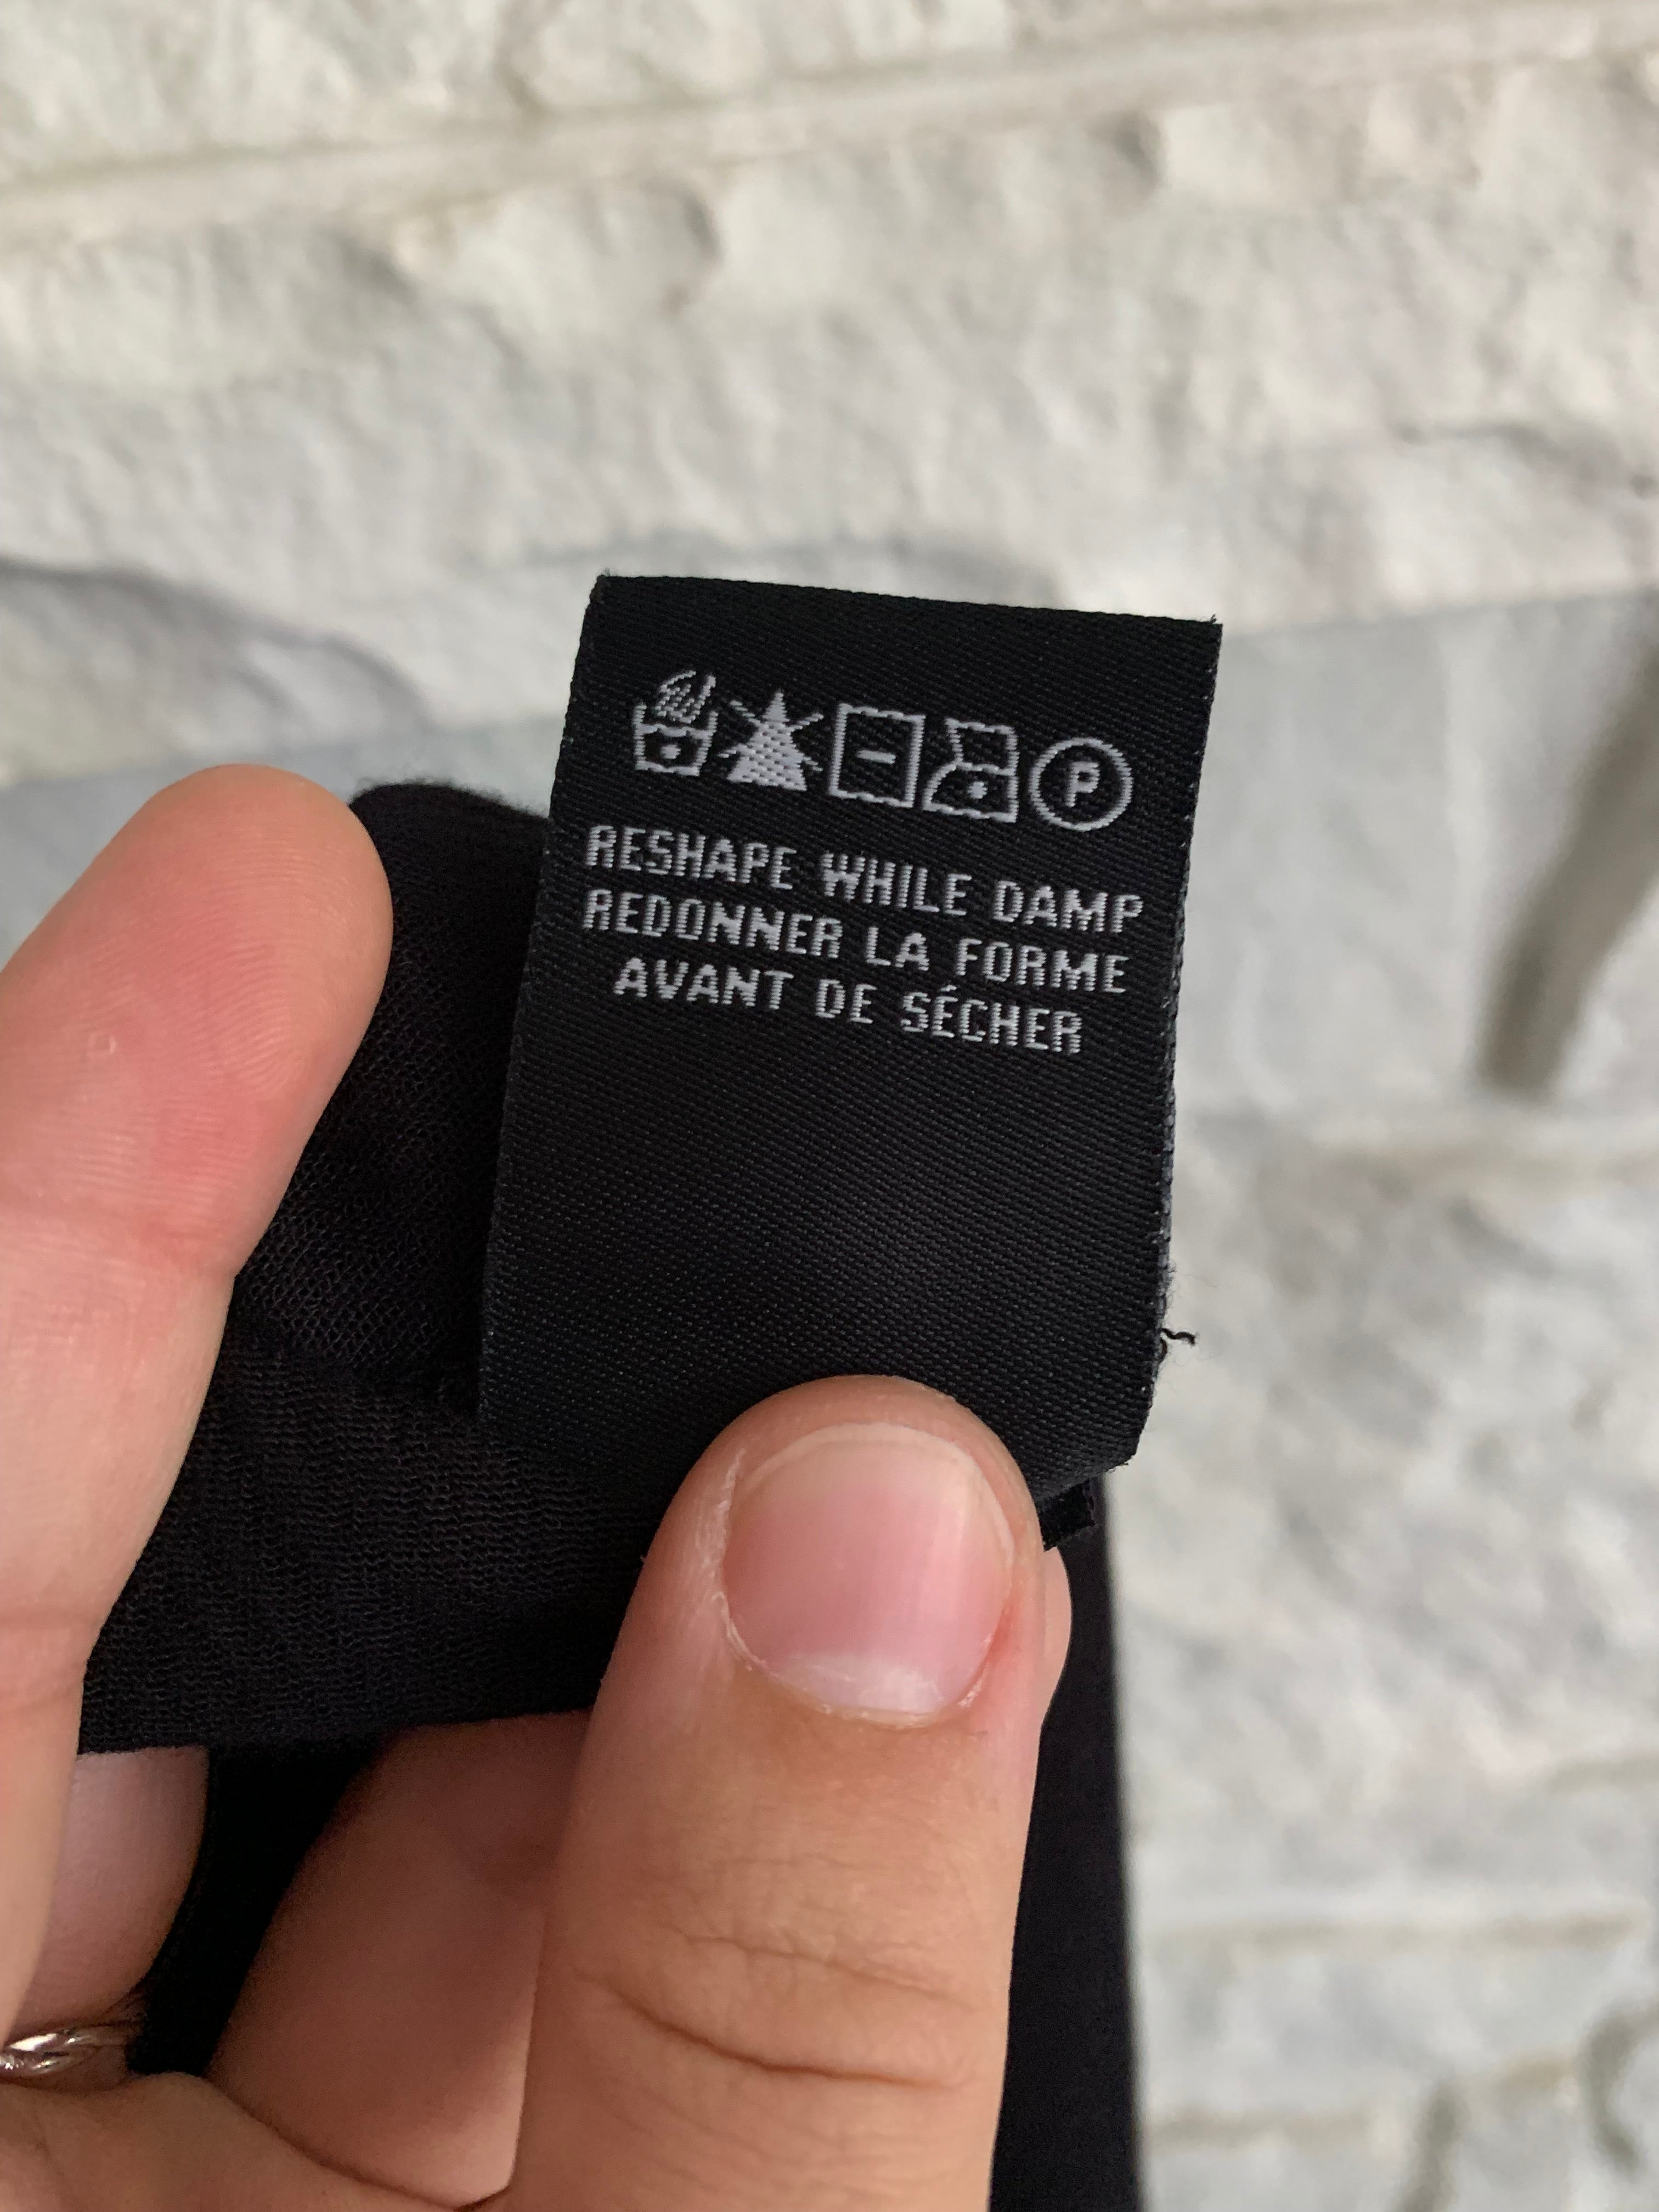 P
RESHAPE WHILE DAMP
REDONNER LA FORME
AVANT DE SÉCHER